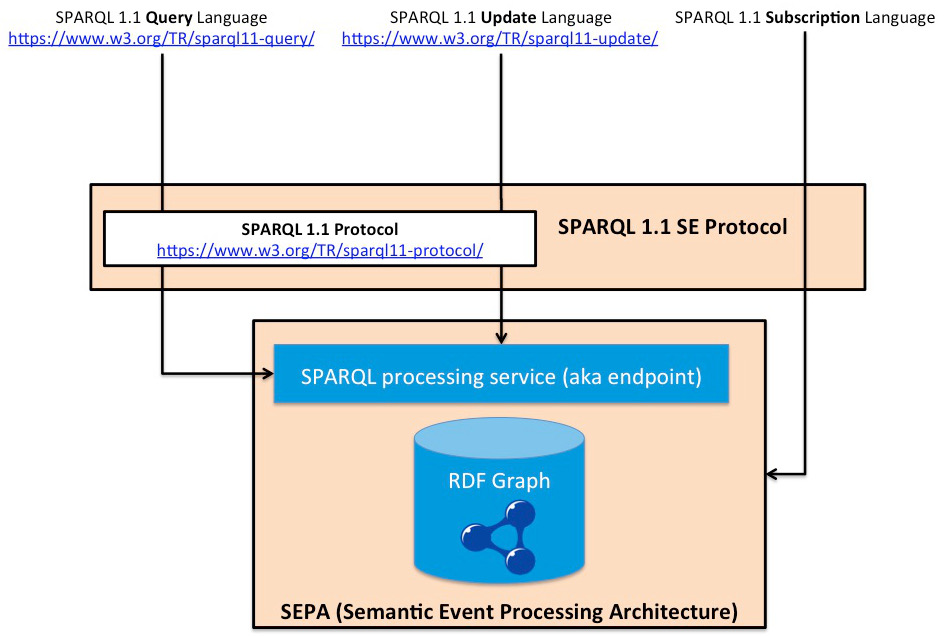 SPARQL 1.1 Query Language
https://www.w3.org/TR/sparql11-query/
SPARQL 1.1 Update Language
https://www.w3.org/TR/sparql11-update/
SPARQL 1.1 Subscription Language
SPARQL 1.1 Protocol
https://www.w3.org/TR/sparql11-protocol/
SPARQL 1.1 SE Protocol
SPARQL processing service (aka endpoint)
RDF Graph
SEPA (Semantic Event Processing Architecture)